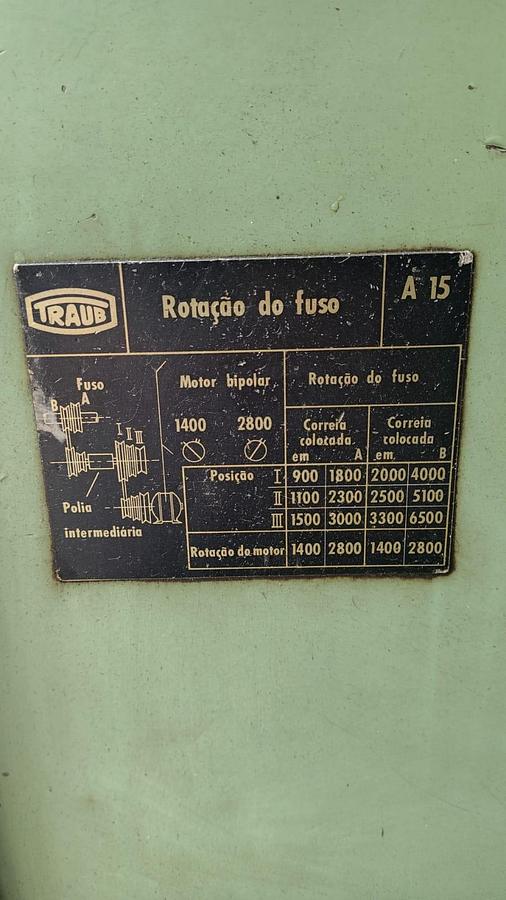 TRAUB
Rotação do fuso
A 15
Fuso
B A
I II III
Polia
intermediária
Motor bipolar
1400 2800
Rotação do fuso
Correia colocada em A
Correia colocada em B
Posição I 900 1800 2000 4000
II 1100 2300 2500 5100
III 1500 3000 3300 6500
Rotação do motor 1400 2800 1400 2800